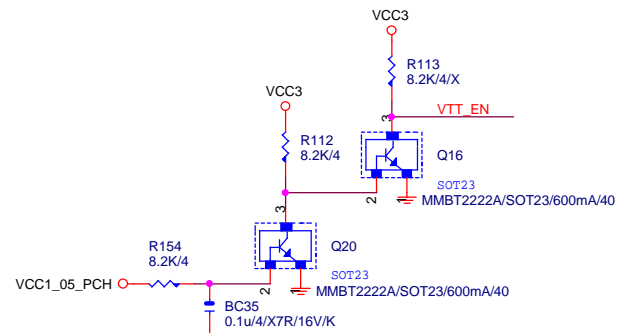 VCC3
R113
8.2K/4/X
VTT_EN
3
Q16
SOT23
MMBT2222A/SOT23/600mA/40
2
1
VCC3
R112
8.2K/4
3
Q20
SOT23
MMBT2222A/SOT23/600mA/40
2
1
R154
8.2K/4
VCC1_05_PCH
BC35
0.1u/4/X7R/16V/K